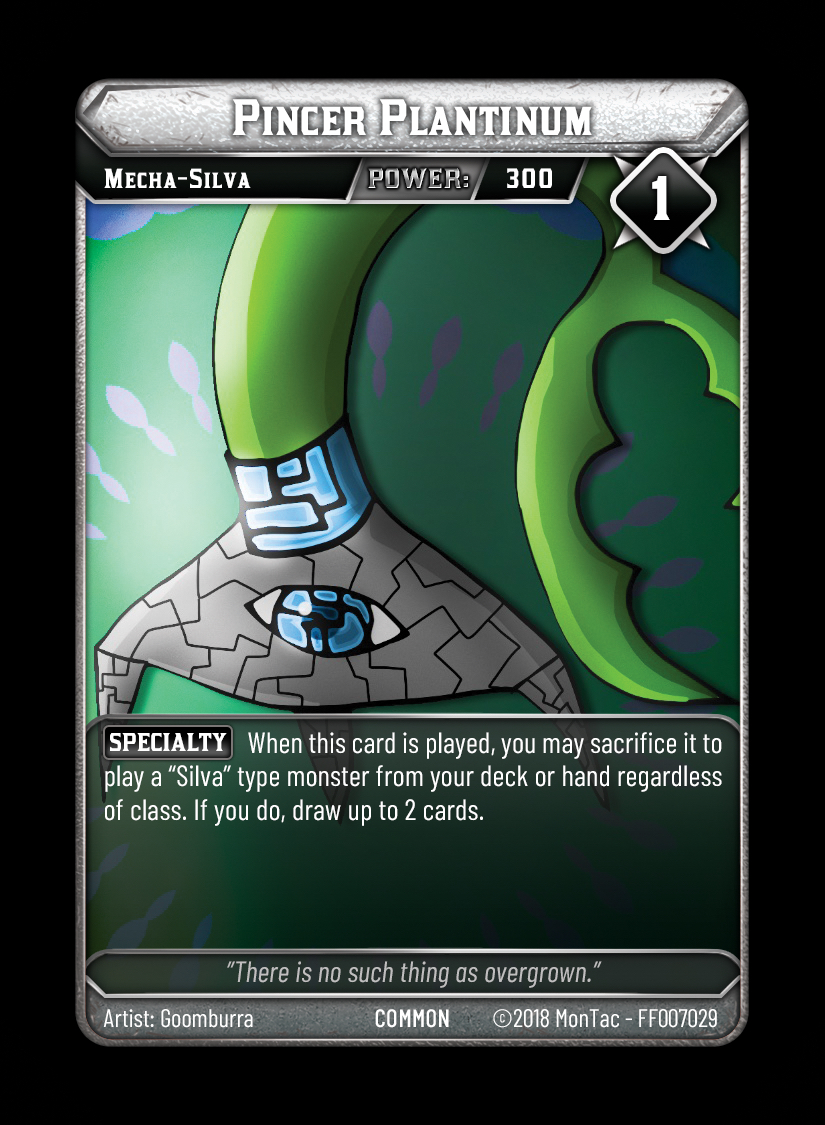 Pincer Plantinum
Mecha-Silva
POWER:
300
1
SPECIALTY When this card is played, you may sacrifice it to
play a “Silva” type monster from your deck or hand regardless
of class. If you do, draw up to 2 cards.
“There is no such thing as overgrown.”
Artist: Goomburra
COMMON
©2018 MonTac - FF007029